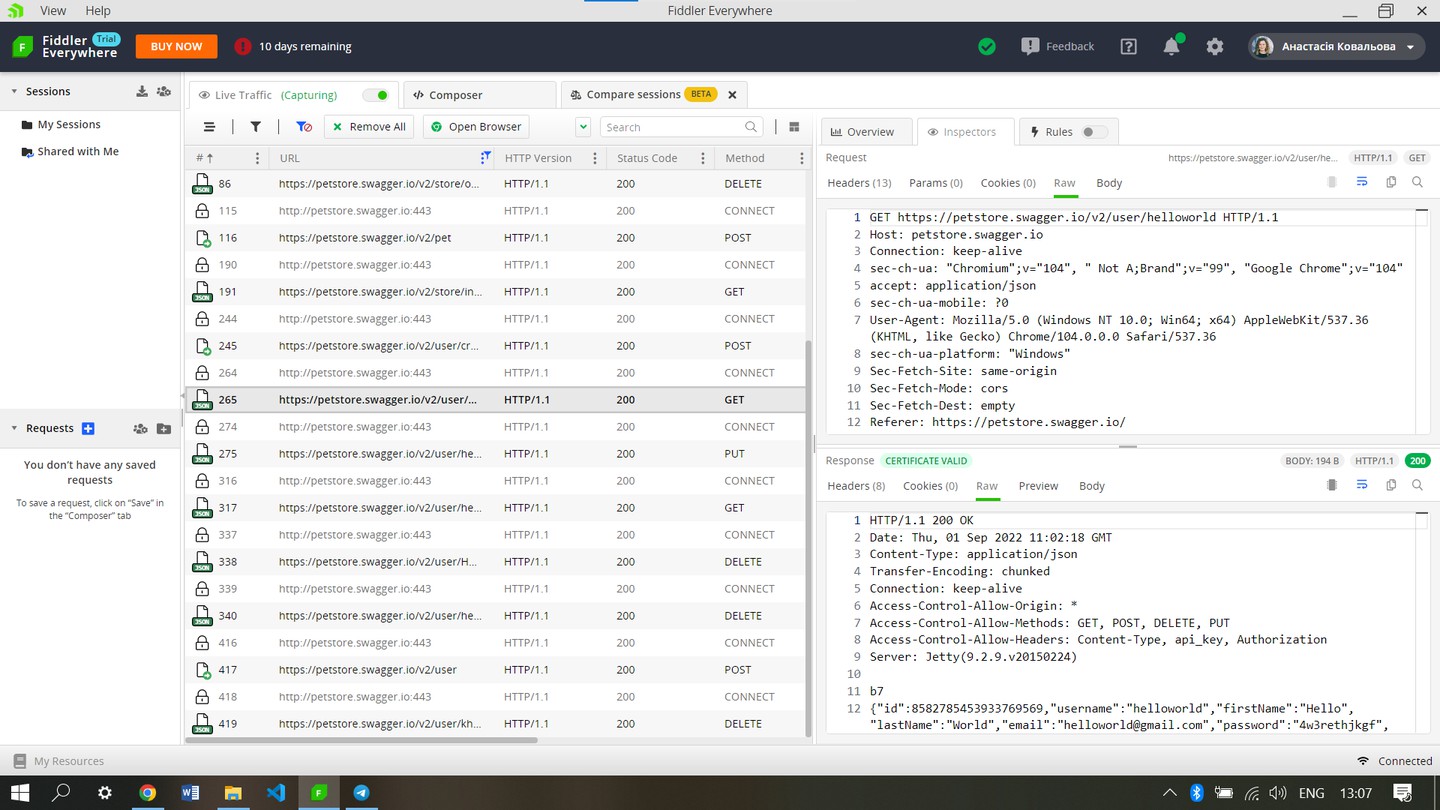 View Help Fiddler Everywhere
Fiddler Everywhere Trial BUY NOW 10 days remaining Feedback Анастасія Ковальова
Sessions
My Sessions
Shared with Me
Requests
You don't have any saved requests
To save a request, click on “Save” in the “Composer” tab
Live Traffic (Capturing) Composer Compare sessions BETA
Remove All Open Browser Search
# URL HTTP Version Status Code Method
86 https://petstore.swagger.io/v2/store/o... HTTP/1.1 200 DELETE
115 http://petstore.swagger.io:443 HTTP/1.1 200 CONNECT
116 https://petstore.swagger.io/v2/pet HTTP/1.1 200 POST
190 http://petstore.swagger.io:443 HTTP/1.1 200 CONNECT
191 https://petstore.swagger.io/v2/store/in... HTTP/1.1 200 GET
244 http://petstore.swagger.io:443 HTTP/1.1 200 CONNECT
245 https://petstore.swagger.io/v2/user/cr... HTTP/1.1 200 POST
264 http://petstore.swagger.io:443 HTTP/1.1 200 CONNECT
265 https://petstore.swagger.io/v2/user/... HTTP/1.1 200 GET
274 http://petstore.swagger.io:443 HTTP/1.1 200 CONNECT
275 https://petstore.swagger.io/v2/user/he... HTTP/1.1 200 PUT
316 http://petstore.swagger.io:443 HTTP/1.1 200 CONNECT
317 https://petstore.swagger.io/v2/user/he... HTTP/1.1 200 GET
337 http://petstore.swagger.io:443 HTTP/1.1 200 CONNECT
338 https://petstore.swagger.io/v2/user/H... HTTP/1.1 200 DELETE
339 http://petstore.swagger.io:443 HTTP/1.1 200 CONNECT
340 https://petstore.swagger.io/v2/user/he... HTTP/1.1 200 DELETE
416 http://petstore.swagger.io:443 HTTP/1.1 200 CONNECT
417 https://petstore.swagger.io/v2/user HTTP/1.1 200 POST
418 http://petstore.swagger.io:443 HTTP/1.1 200 CONNECT
419 https://petstore.swagger.io/v2/user/kh... HTTP/1.1 200 DELETE
Overview Inspectors Rules
Request https://petstore.swagger.io/v2/user/he... HTTP/1.1 GET
Headers (13) Params (0) Cookies (0) Raw Body
1 GET https://petstore.swagger.io/v2/user/helloworld HTTP/1.1
2 Host: petstore.swagger.io
3 Connection: keep-alive
4 sec-ch-ua: "Chromium";v="104", " Not A;Brand";v="99", "Google Chrome";v="104"
5 accept: application/json
6 sec-ch-ua-mobile: ?0
7 User-Agent: Mozilla/5.0 (Windows NT 10.0; Win64; x64) AppleWebKit/537.36
(KHTML, like Gecko) Chrome/104.0.0.0 Safari/537.36
8 sec-ch-ua-platform: "Windows"
9 Sec-Fetch-Site: same-origin
10 Sec-Fetch-Mode: cors
11 Sec-Fetch-Dest: empty
12 Referer: https://petstore.swagger.io/
Response CERTIFICATE VALID BODY: 194 B HTTP/1.1 200
Headers (8) Cookies (0) Raw Preview Body
1 HTTP/1.1 200 OK
2 Date: Thu, 01 Sep 2022 11:02:18 GMT
3 Content-Type: application/json
4 Transfer-Encoding: chunked
5 Connection: keep-alive
6 Access-Control-Allow-Origin: *
7 Access-Control-Allow-Methods: GET, POST, DELETE, PUT
8 Access-Control-Allow-Headers: Content-Type, api_key, Authorization
9 Server: Jetty(9.2.9.v20150224)
10
11 b7
12 {"id":8582785453933769569,"username":"helloworld","firstName":"Hello",
"lastName":"World","email":"helloworld@gmail.com","password":"4w3rethjkgf",
My Resources Connected
ENG 13:07